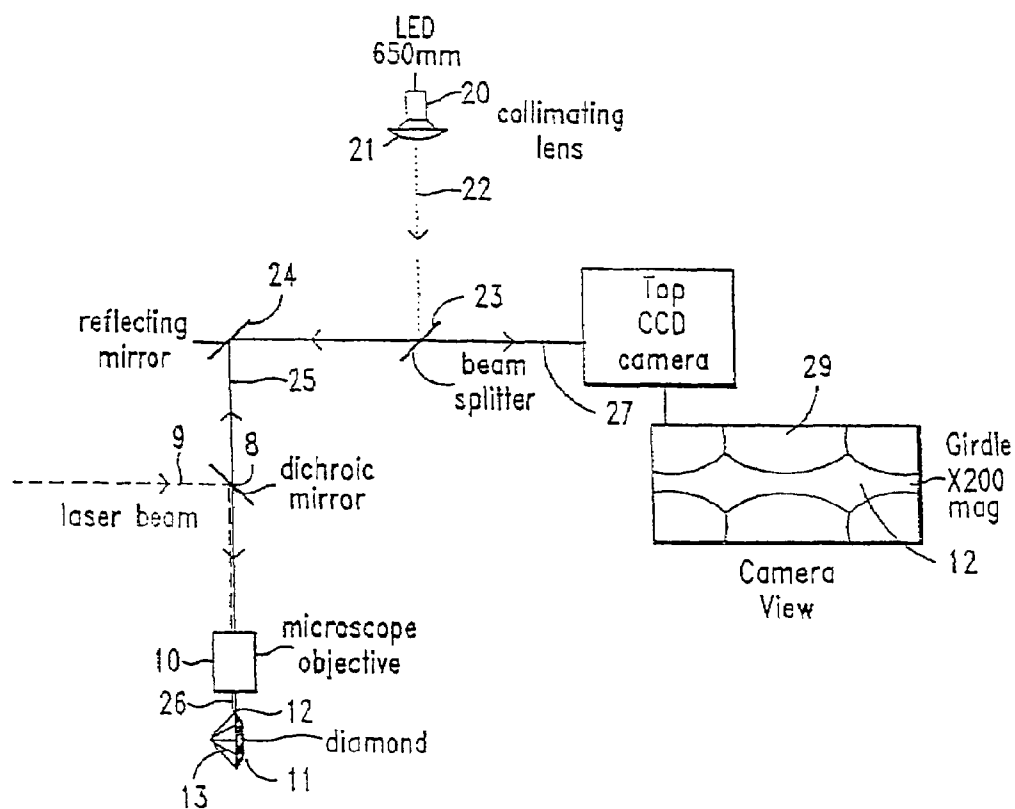 LED
650mm
20
collimating
lens
21
22
24
23
Top
CCD
camera
reflecting
mirror
beam
splitter
25
27
29
9
8
dichroic
mirror
laser beam
Girdle
X200
mag
12
Camera
View
microscope
objective
10
26
12
diamond
13
11